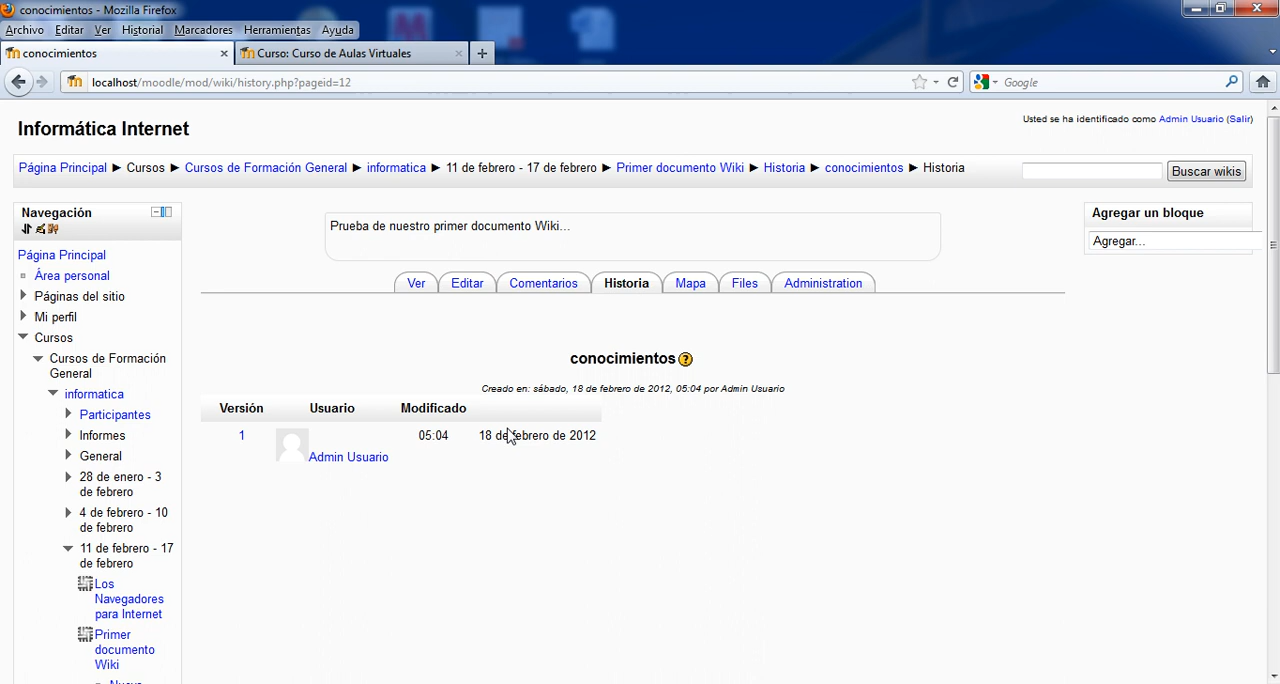 conocimientos - Mozilla Firefox
Archivo Editar Ver Historial Marcadores Herramientas Ayuda
conocimientos
Curso: Curso de Aulas Virtuales
localhost/moodle/mod/wiki/history.php?pageid=12
Google
Informática Internet
Usted se ha identificado como Admin Usuario (Salir)
Página Principal ► Cursos ► Cursos de Formación General ► informatica ► 11 de febrero - 17 de febrero ► Primer documento Wiki ► Historia ► conocimientos ► Historia
Buscar wikis
Navegación
Página Principal
Área personal
Páginas del sitio
Mi perfil
Cursos
Cursos de Formación
General
informatica
Participantes
Informes
General
28 de enero - 3
de febrero
4 de febrero - 10
de febrero
11 de febrero - 17
de febrero
Los
Navegadores
para Internet
Primer
documento
Wiki
Prueba de nuestro primer documento Wiki...
Ver Editar Comentarios Historia Mapa Files Administration
conocimientos
Creado en: sábado, 18 de febrero de 2012, 05:04 por Admin Usuario
Versión Usuario Modificado
1 Admin Usuario 05:04 18 de febrero de 2012
Agregar un bloque
Agregar...